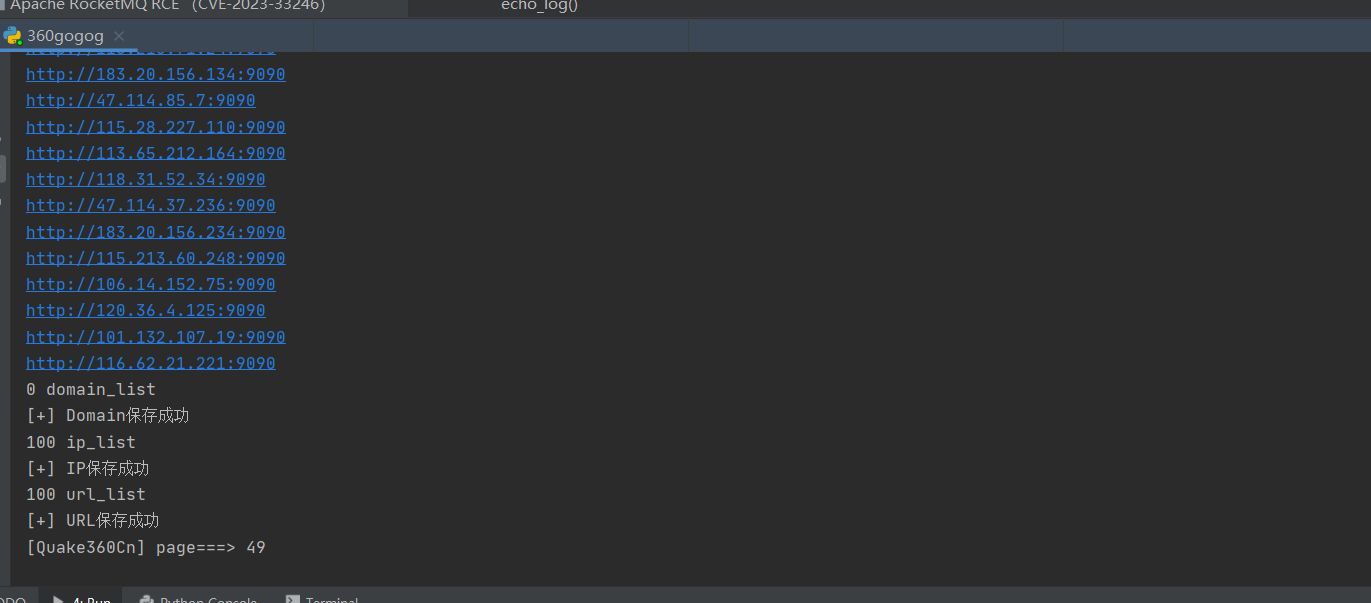 Apache RocketMQ RCE （CVE-2023-33246）
echo_log()
360gogog
http://183.20.156.134:9090
http://47.114.85.7:9090
http://115.28.227.110:9090
http://113.65.212.164:9090
http://118.31.52.34:9090
http://47.114.37.236:9090
http://183.20.156.234:9090
http://115.213.60.248:9090
http://106.14.152.75:9090
http://120.36.4.125:9090
http://101.132.107.19:9090
http://116.62.21.221:9090
0 domain_list
[+] Domain保存成功
100 ip_list
[+] IP保存成功
100 url_list
[+] URL保存成功
[Quake360Cn] page===> 49
4: Run
Python Console
Terminal